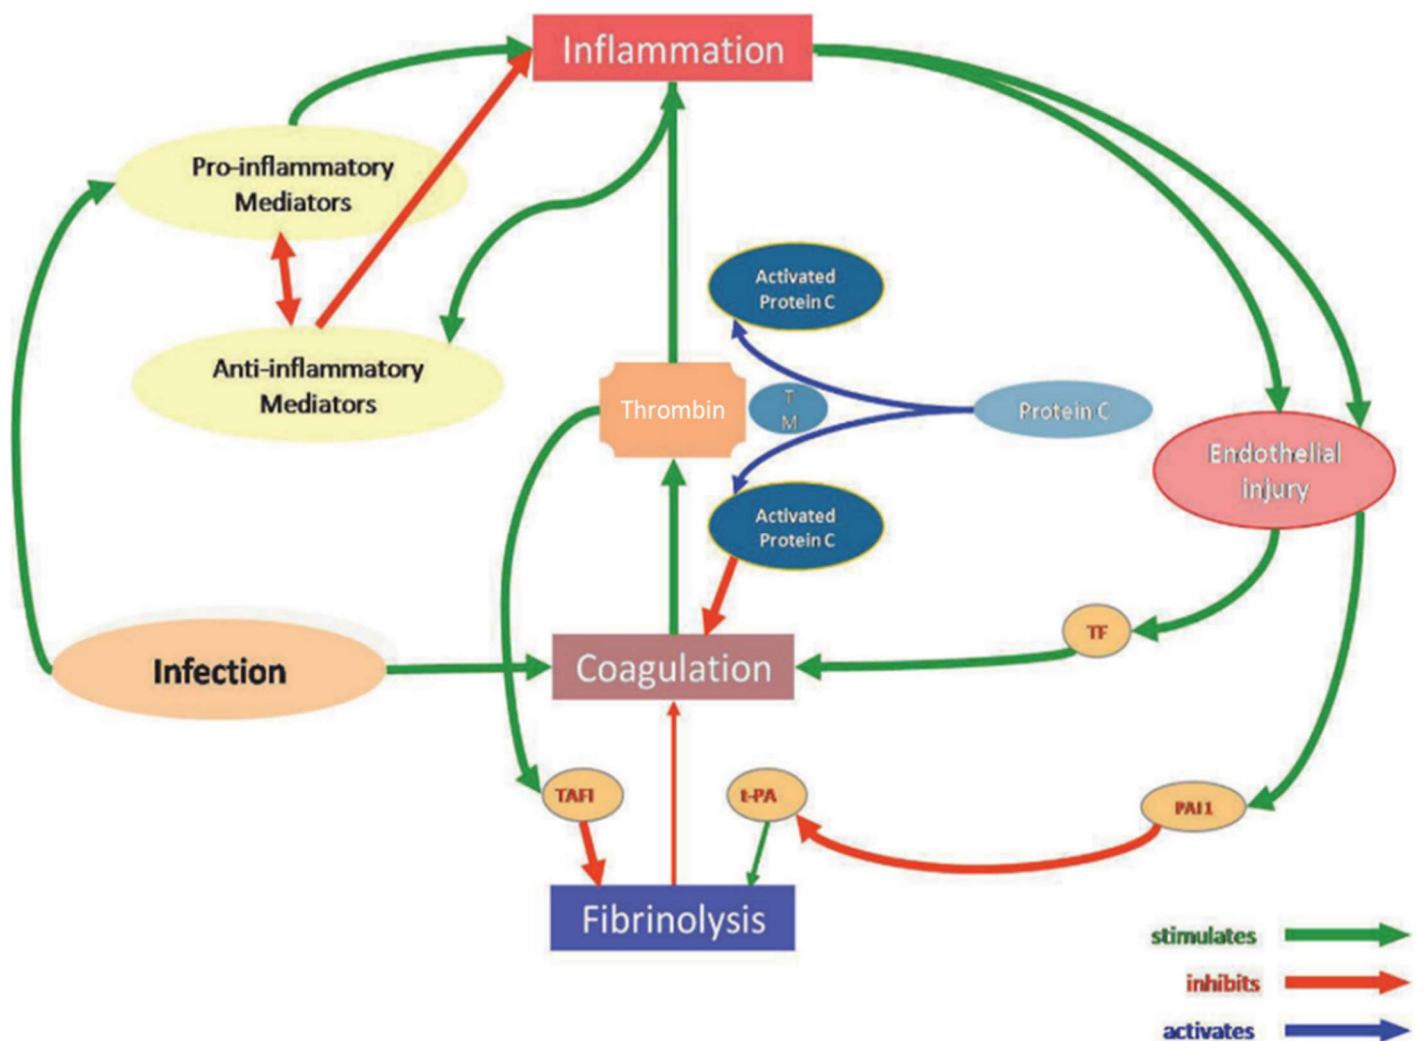 Inflammation
Pro-inflammatory
Mediators
Anti-inflammatory
Mediators
Activated
Protein C
Thrombin
T
M
Protein C
Activated
Protein C
Endothelial
injury
TF
Infection
Coagulation
TAFI
t-PA
PAI1
Fibrinolysis
stimulates
inhibits
activates